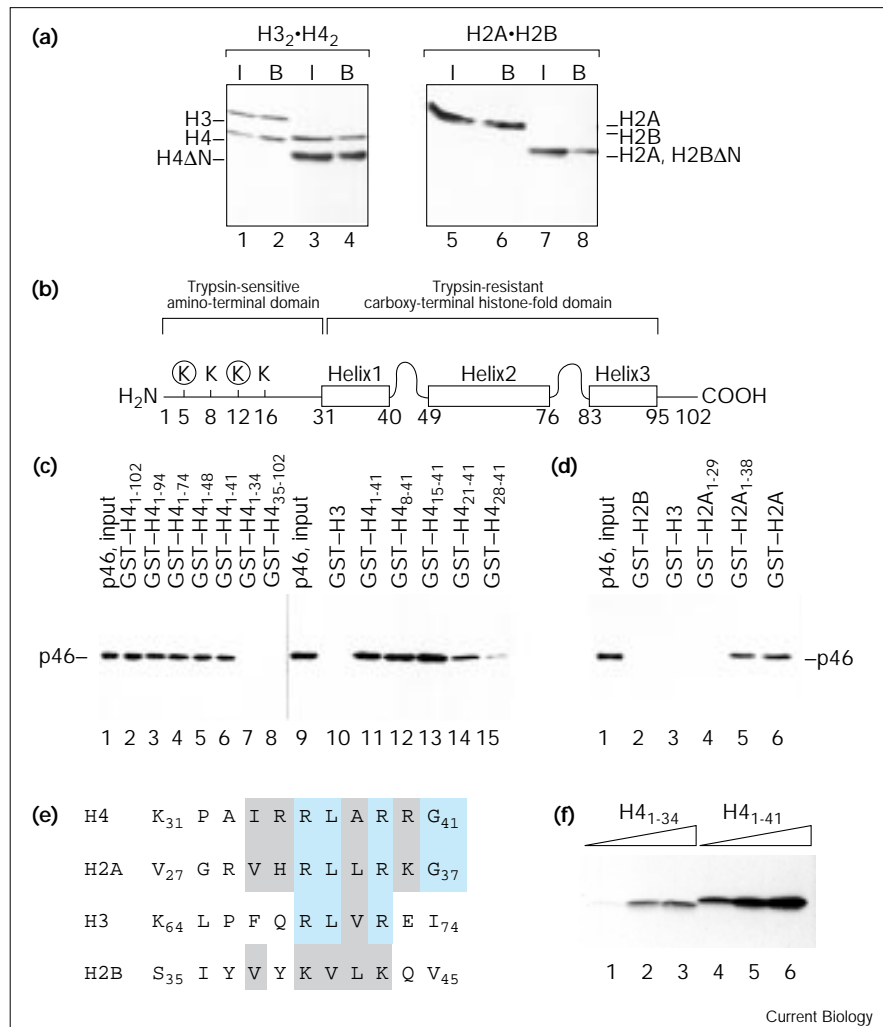 (a)
H3₂•H4₂
H2A•H2B
I B I B
I B I B
H3–
H4–
H4ΔN–
–H2A
–H2B
–H2A, H2BΔN
1 2 3 4
5 6 7 8
(b)
Trypsin-sensitive
amino-terminal domain
Trypsin-resistant
carboxy-terminal histone-fold domain
K K K K
Helix1 Helix2 Helix3
H₂N COOH
1 5 8 12 16 31 40 49 76 83 95 102
(c)
p46, input
GST–H4₁₋₁₀₂
GST–H4₁₋₉₄
GST–H4₁₋₇₄
GST–H4₁₋₄₈
GST–H4₁₋₄₁
GST–H4₁₋₃₄
GST–H4₃₅₋₁₀₂
p46, input
GST–H3
GST–H4₁₋₄₁
GST–H4₈₋₄₁
GST–H4₁₅₋₄₁
GST–H4₂₁₋₄₁
GST–H4₂₈₋₄₁
p46–
1 2 3 4 5 6 7 8 9 10 11 12 13 14 15
(d)
p46, input
GST–H2B
GST–H3
GST–H2A₁₋₂₉
GST–H2A₁₋₃₈
GST–H2A
–p46
1 2 3 4 5 6
(e)
H4 K₃₁ P A I R R L A R R G₄₁
H2A V₂₇ G R V H R L L R K G₃₇
H3 K₆₄ L P F Q R L V R E I₇₄
H2B S₃₅ I Y V Y K V L K Q V₄₅
(f)
H4₁₋₃₄ H4₁₋₄₁
1 2 3 4 5 6
Current Biology